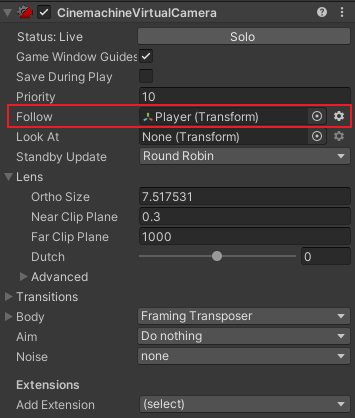 CinemachineVirtualCamera
Status: Live Solo
Game Window Guides
Save During Play
Priority 10
Follow Player (Transform)
Look At None (Transform)
Standby Update Round Robin
Lens
Ortho Size 7.517531
Near Clip Plane 0.3
Far Clip Plane 1000
Dutch 0
Advanced
Transitions
Body Framing Transposer
Aim Do nothing
Noise none
Extensions
Add Extension (select)